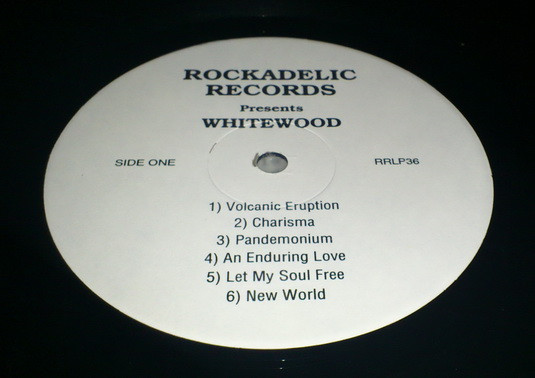 ROCKADELIC
RECORDS
Presents
WHITEWOOD
SIDE ONE
RRLP36
1) Volcanic Eruption
2) Charisma
3) Pandemonium
4) An Enduring Love
5) Let My Soul Free
6) New World